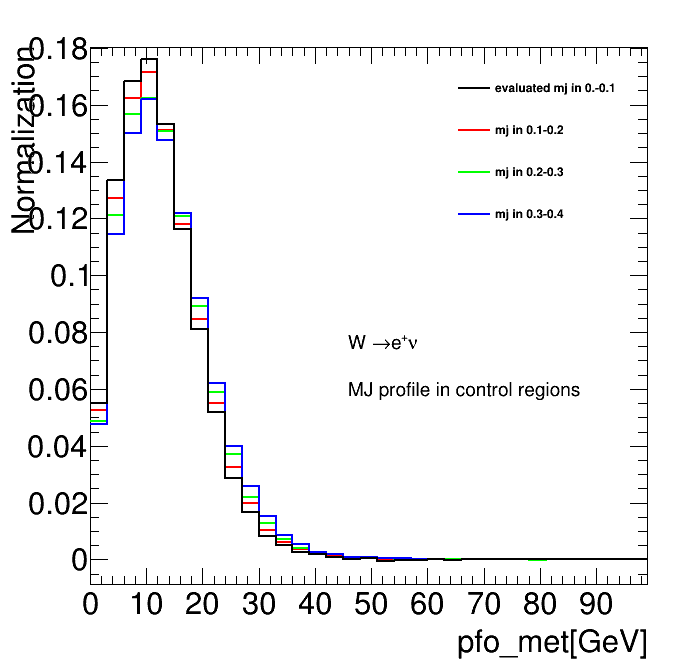 Normalization
0.18
0.16
0.14
0.12
0.1
0.08
0.06
0.04
0.02
0
evaluated mj in 0.-0.1
mj in 0.1-0.2
mj in 0.2-0.3
mj in 0.3-0.4
W →e⁺ν
MJ profile in control regions
0 10 20 30 40 50 60 70 80 90
pfo_met[GeV]